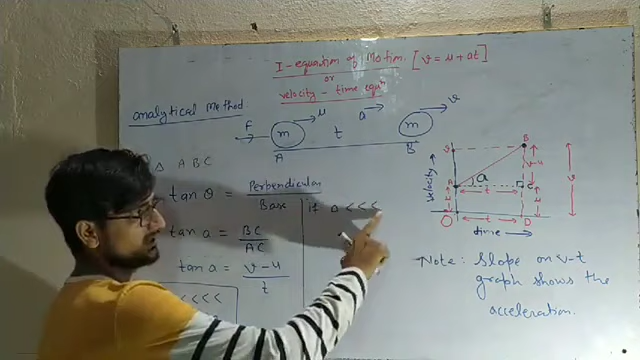 I - equation of Motion. [v = u + at]
or
velocity - time equⁿ
analytical Method
F
m
u
a
t
m
v
A
B
Δ ABC
tan θ = Perpendicular / Base
tan a = BC / AC
tan a = v - u / t
<<<<
if Δ <<<
velocity
v
B
a
A
C
v-u
v
u
t
u
O
t
D
time
Note: Slope on v-t
graph shows the
acceleration.